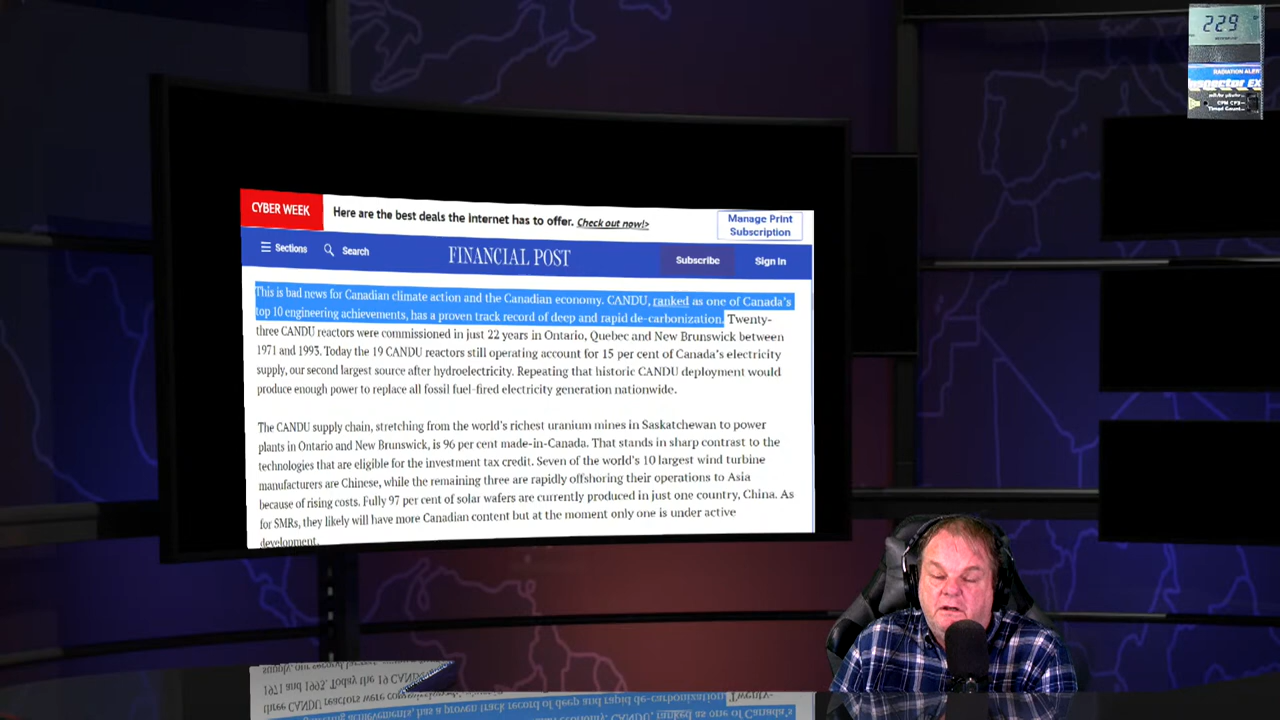 229
RADIATION ALER
Inspector EX
CPM CPS
Timed Count
CYBER WEEK
Here are the best deals the internet has to offer. Check out now!>
Manage Print
Subscription
Sections
Search
FINANCIAL POST
Subscribe
Sign In
This is bad news for Canadian climate action and the Canadian economy. CANDU, ranked as one of Canada's
top 10 engineering achievements, has a proven track record of deep and rapid de-carbonization. Twenty-
three CANDU reactors were commissioned in just 22 years in Ontario, Quebec and New Brunswick between
1971 and 1993. Today the 19 CANDU reactors still operating account for 15 per cent of Canada's electricity
supply, our second largest source after hydroelectricity. Repeating that historic CANDU deployment would
produce enough power to replace all fossil fuel-fired electricity generation nationwide.
The CANDU supply chain, stretching from the world's richest uranium mines in Saskatchewan to power
plants in Ontario and New Brunswick, is 96 per cent made-in-Canada. That stands in sharp contrast to the
technologies that are eligible for the investment tax credit. Seven of the world's 10 largest wind turbine
manufacturers are Chinese, while the remaining three are rapidly offshoring their operations to Asia
because of rising costs. Fully 97 per cent of solar wafers are currently produced in just one country, China. As
for SMRs, they likely will have more Canadian content but at the moment only one is under active
development.